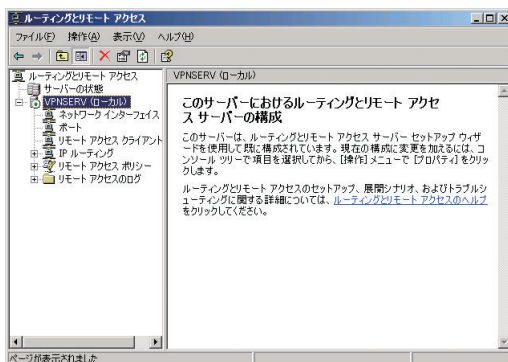 ルーティングとリモート アクセス
ファイル(F) 操作(A) 表示(V) ヘルプ(H)
ルーティングとリモート アクセス
サーバーの状態
VPNSERV (ローカル)
ネットワーク インターフェイス
ポート
リモート アクセス クライアント
IP ルーティング
リモート アクセス ポリシー
リモート アクセスのログ
VPNSERV (ローカル)
このサーバーにおけるルーティングとリモート アクセ
ス サーバーの構成
このサーバーは、ルーティングとリモート アクセス サーバー セットアップ ウィザ
ードを使用して既に構成されています。現在の構成に変更を加えるには、コ
ンソール ツリーで項目を選択してから、[操作] メニューで [プロパティ] をクリッ
クします。
ルーティングとリモート アクセスのセットアップ、展開シナリオ、およびトラブルシ
ューティングに関する詳細については、ルーティングとリモート アクセスのヘルプ
をクリックしてください。
ページが表示されました